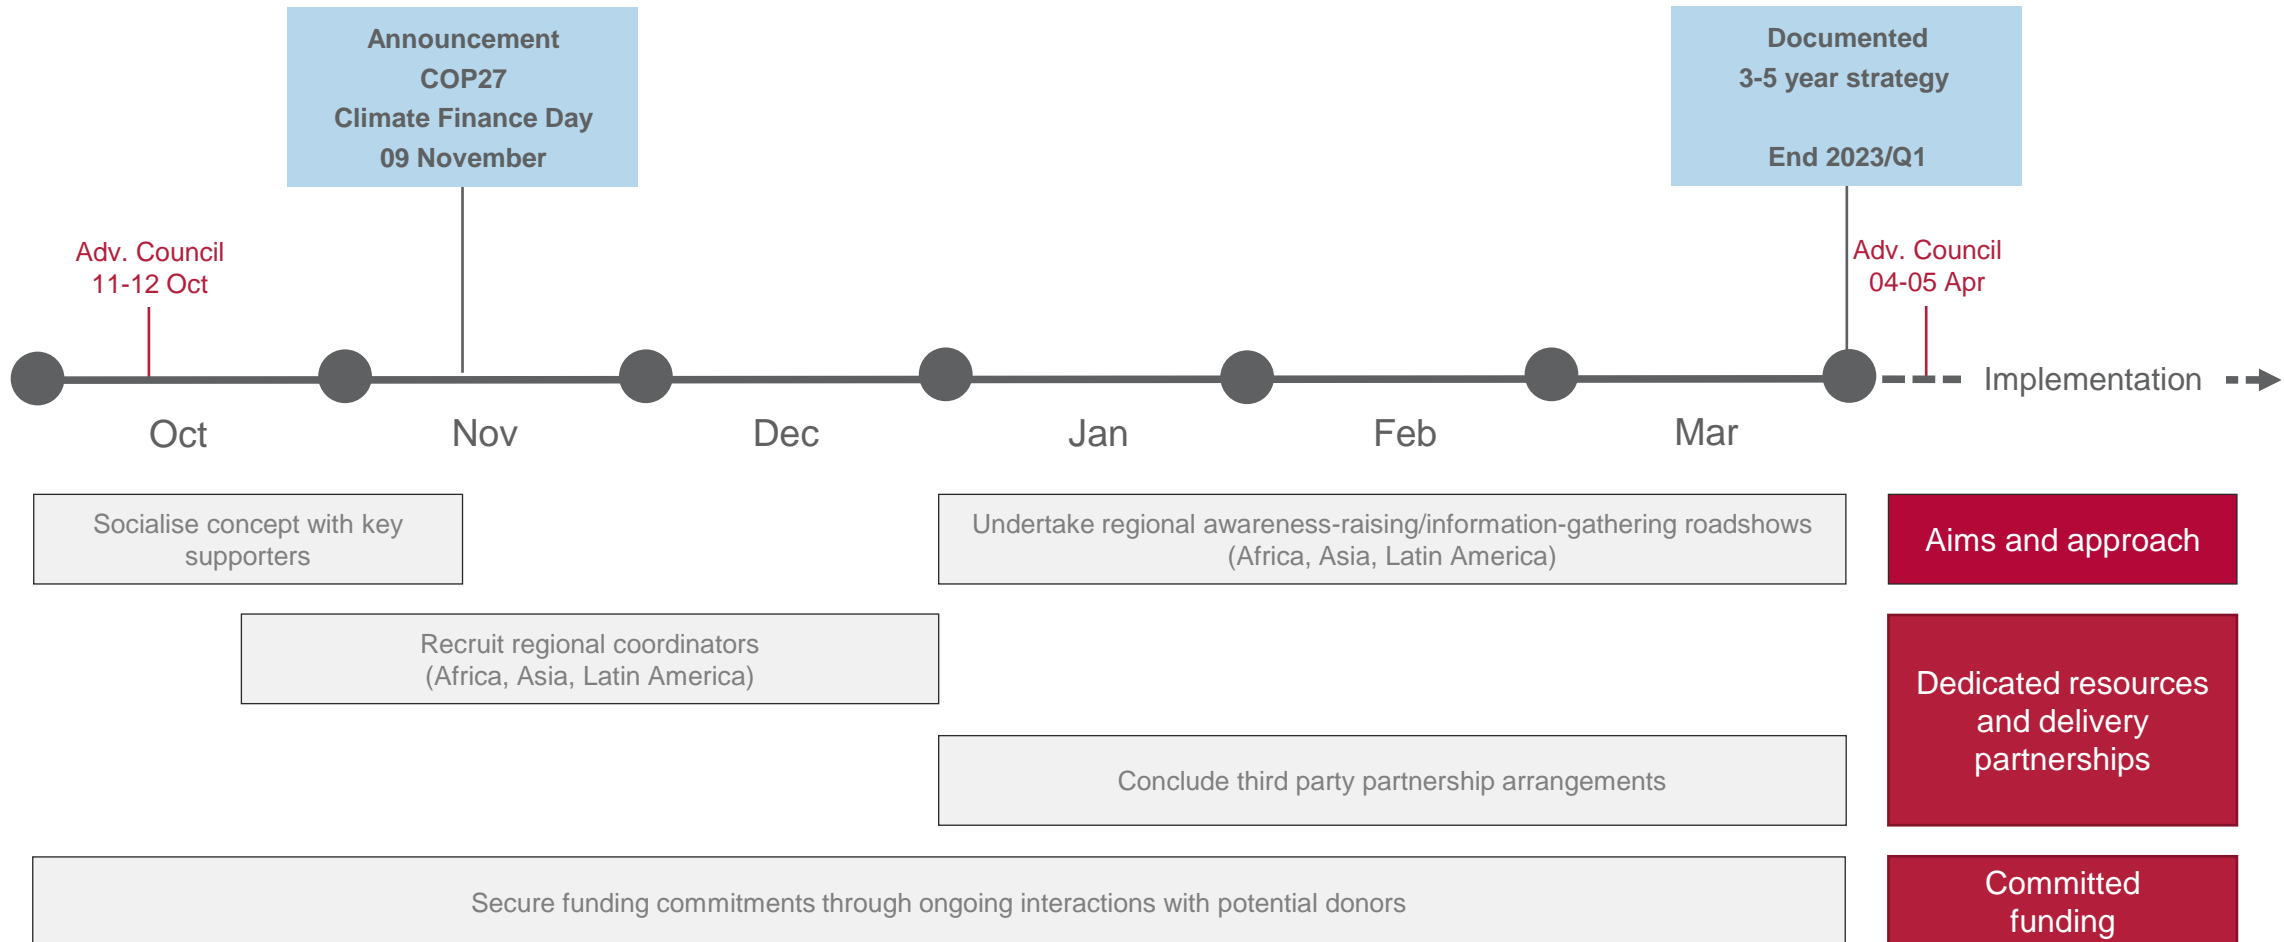 Announcement
COP27
Climate Finance Day
09 November
Documented
3-5 year strategy
End 2023/Q1
Adv. Council
11-12 Oct
Adv. Council
04-05 Apr
Implementation
Oct
Nov
Dec
Jan
Feb
Mar
Socialise concept with key
supporters
Undertake regional awareness-raising/information-gathering roadshows
(Africa, Asia, Latin America)
Aims and approach
Recruit regional coordinators
(Africa, Asia, Latin America)
Dedicated resources
and delivery
partnerships
Conclude third party partnership arrangements
Secure funding commitments through ongoing interactions with potential donors
Committed
funding